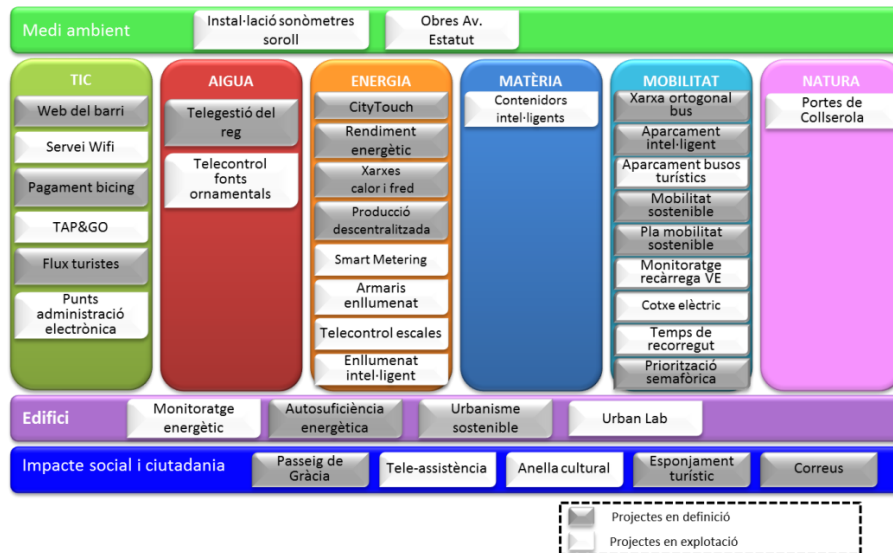 Medi ambient
Instal·lació sonòmetres
soroll
Obres Av.
Estatut
TIC
Web del barri
Servei Wifi
Pagament bicing
TAP&GO
Flux turistes
Punts
administració
electrònica
AIGUA
Telegestió del
reg
Telecontrol
fonts
ornamentals
ENERGIA
CityTouch
Rendiment
energètic
Xarxes
calor i fred
Producció
descentralitzada
Smart Metering
Armaris
enllumenat
Telecontrol escales
Enllumenat
intel·ligent
MATÈRIA
Contenidors
intel·ligents
MOBILITAT
Xarxa ortogonal
bus
Aparcament
intel·ligent
Aparcament busos
turístics
Mobilitat
sostenible
Pla mobilitat
sostenible
Monitoratge
recàrrega VE
Cotxe elèctric
Temps de
recorregut
Priorització
semafòrica
NATURA
Portes de
Collserola
Edifici
Monitoratge
energètic
Autosuficiència
energètica
Urbanisme
sostenible
Urban Lab
Impacte social i ciutadania
Passeig de
Gràcia
Tele-assistència
Anella cultural
Esponjament
turístic
Correus
Projectes en definició
Projectes en explotació